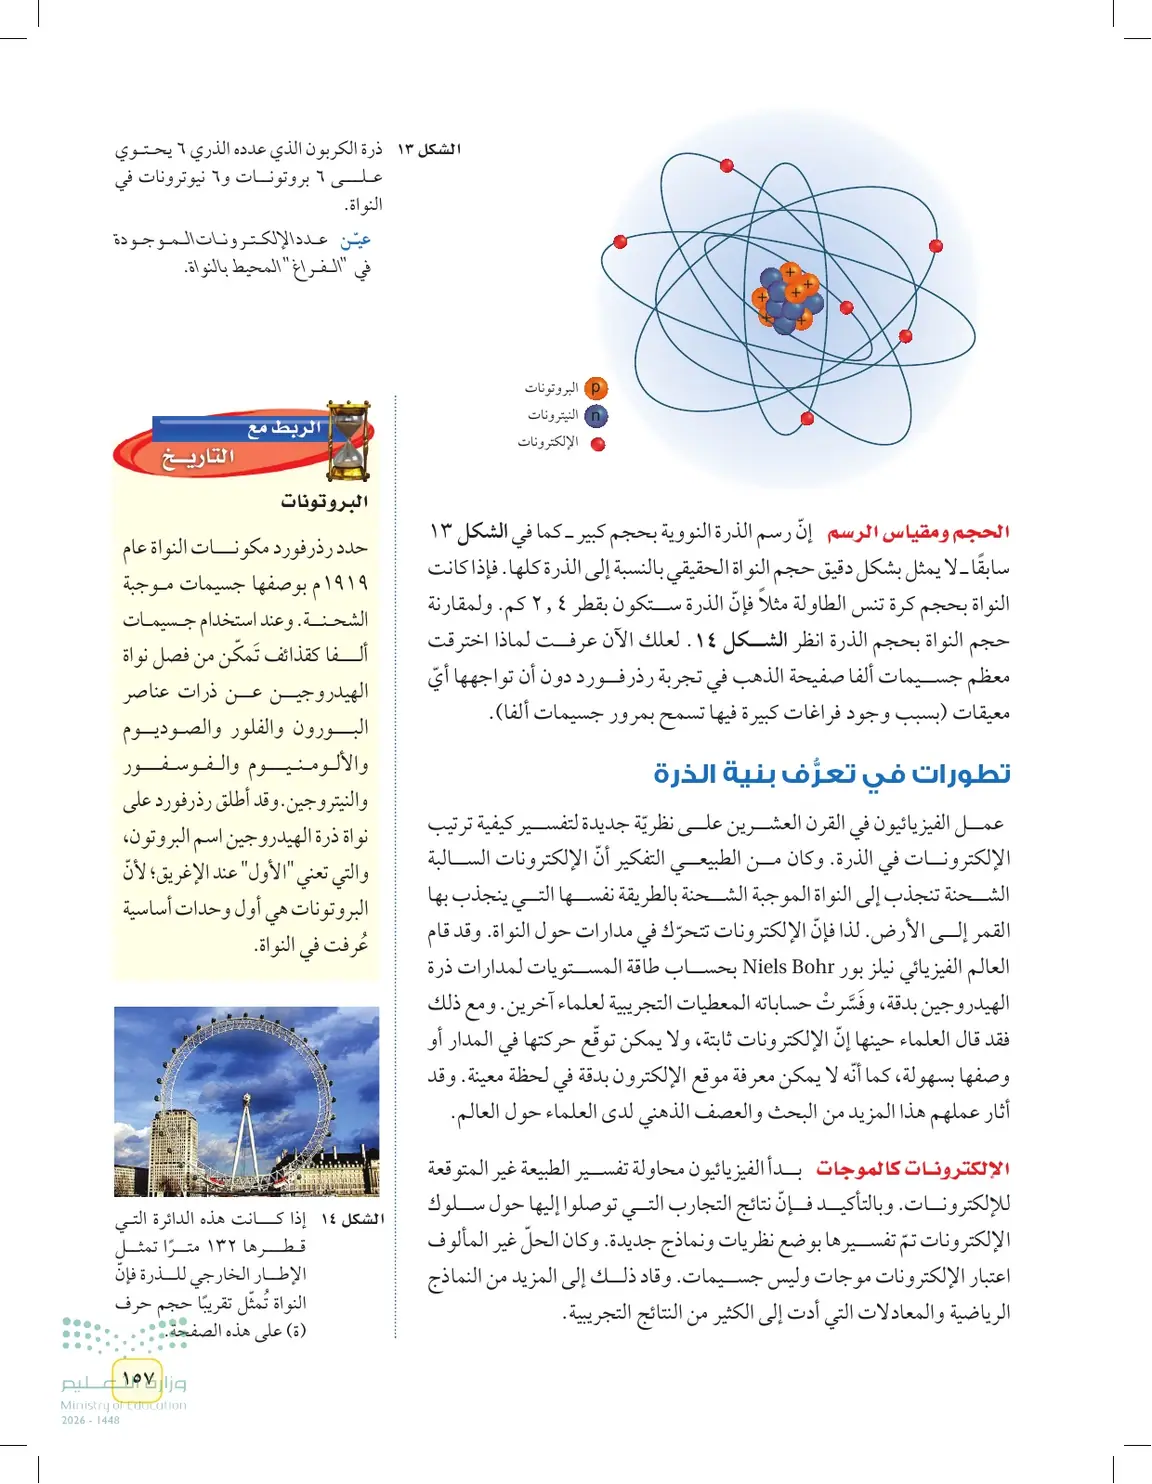 الشكل ١٣ ذرة الكربون الذي عدده الذري ٦ يحتوي
على ٦ بروتونات و٦ نيوترونات في
النواة.
عيّن عدد الإلكترونات الموجودة
في "الفراغ" المحيط بالنواة.
p البروتونات
n النيترونات
الإلكترونات
الحجم ومقياس الرسم إنّ رسم الذرة النووية بحجم كبير ـ كما في الشكل ١٣
سابقًا ـ لا يمثل بشكل دقيق حجم النواة الحقيقي بالنسبة إلى الذرة كلها. فإذا كانت
النواة بحجم كرة تنس الطاولة مثلاً فإنّ الذرة ستكون بقطر ٢,٤ كم. ولمقارنة
حجم النواة بحجم الذرة انظر الشكل ١٤. لعلك الآن عرفت لماذا اخترقت
معظم جسيمات ألفا صفيحة الذهب في تجربة رذرفورد دون أن تواجهها أيّ
معيقات (بسبب وجود فراغات كبيرة فيها تسمح بمرور جسيمات ألفا).
تطورات في تعرُّف بنية الذرة
عمل الفيزيائيون في القرن العشرين على نظريّة جديدة لتفسير كيفية ترتيب
الإلكترونات في الذرة. وكان من الطبيعي التفكير أنّ الإلكترونات السالبة
الشحنة تنجذب إلى النواة الموجبة الشحنة بالطريقة نفسها التي ينجذب بها
القمر إلى الأرض. لذا فإنّ الإلكترونات تتحرّك في مدارات حول النواة. وقد قام
العالم الفيزيائي نيلز بور Niels Bohr بحساب طاقة المستويات لمدارات ذرة
الهيدروجين بدقة، وفَسَّرتْ حساباته المعطيات التجريبية لعلماء آخرين. ومع ذلك
فقد قال العلماء حينها إنّ الإلكترونات ثابتة، ولا يمكن توقّع حركتها في المدار أو
وصفها بسهولة، كما أنّه لا يمكن معرفة موقع الإلكترون بدقة في لحظة معينة. وقد
أثار عملهم هذا المزيد من البحث والعصف الذهني لدى العلماء حول العالم.
الإلكترونات كالموجات بدأ الفيزيائيون محاولة تفسير الطبيعة غير المتوقعة
للإلكترونات. وبالتأكيد فإنّ نتائج التجارب التي توصلوا إليها حول سلوك
الإلكترونات تمّ تفسيرها بوضع نظريات ونماذج جديدة. وكان الحلّ غير المألوف
اعتبار الإلكترونات موجات وليس جسيمات. وقاد ذلك إلى المزيد من النماذج
الرياضية والمعادلات التي أدت إلى الكثير من النتائج التجريبية.
الربط مع
التاريخ
البروتونات
حدد رذرفورد مكونات النواة عام
١٩١٩م بوصفها جسيمات موجبة
الشحنة. وعند استخدام جسيمات
ألفا كقذائف تَمكّن من فصل نواة
الهيدروجين عن ذرات عناصر
البورون والفلور والصوديوم
والألومنيوم والفوسفور
والنيتروجين. وقد أطلق رذرفورد على
نواة ذرة الهيدروجين اسم البروتون،
والتي تعني "الأول" عند الإغريق؛ لأنّ
البروتونات هي أول وحدات أساسية
عُرفت في النواة.
الشكل ١٤ إذا كانت هذه الدائرة التي
قطرها ١٣٢ مترًا تمثل
الإطار الخارجي للذرة فإنّ
النواة تُمثّل تقريبًا حجم حرف
(ة) على هذه الصفحة.
١٥٧
وزارة التعليم
Ministry of Education
2026 - 1448